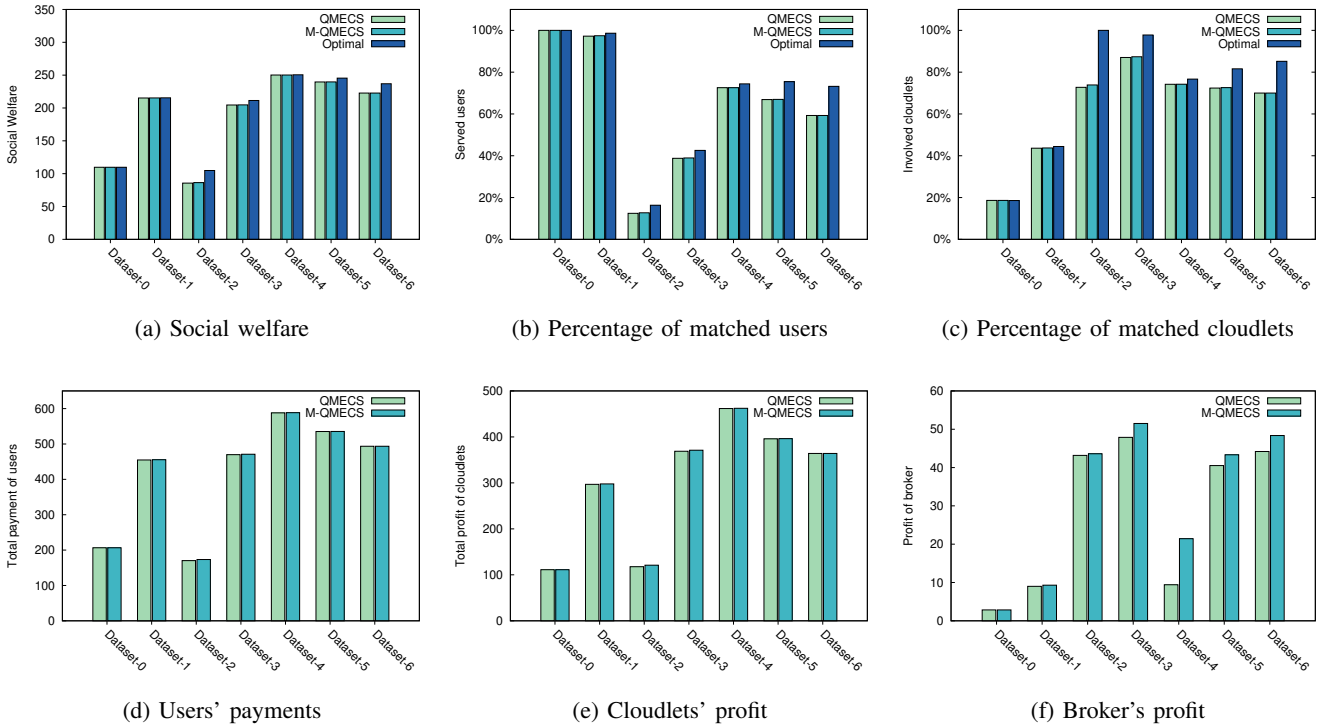 350
300
250
200
150
100
50
0
Social Welfare
QMECS
M-QMECS
Optimal
Dataset-0
Dataset-1
Dataset-2
Dataset-3
Dataset-4
Dataset-5
Dataset-6
(a) Social welfare
100%
80%
60%
40%
20%
0%
Served users
QMECS
M-QMECS
Optimal
Dataset-0
Dataset-1
Dataset-2
Dataset-3
Dataset-4
Dataset-5
Dataset-6
(b) Percentage of matched users
100%
80%
60%
40%
20%
0%
Involved cloudlets
QMECS
M-QMECS
Optimal
Dataset-0
Dataset-1
Dataset-2
Dataset-3
Dataset-4
Dataset-5
Dataset-6
(c) Percentage of matched cloudlets
600
500
400
300
200
100
0
Total payment of users
QMECS
M-QMECS
Dataset-0
Dataset-1
Dataset-2
Dataset-3
Dataset-4
Dataset-5
Dataset-6
(d) Users' payments
500
400
300
200
100
0
Total profit of cloudlets
QMECS
M-QMECS
Dataset-0
Dataset-1
Dataset-2
Dataset-3
Dataset-4
Dataset-5
Dataset-6
(e) Cloudlets' profit
60
50
40
30
20
10
0
Profit of broker
QMECS
M-QMECS
Dataset-0
Dataset-1
Dataset-2
Dataset-3
Dataset-4
Dataset-5
Dataset-6
(f) Broker's profit